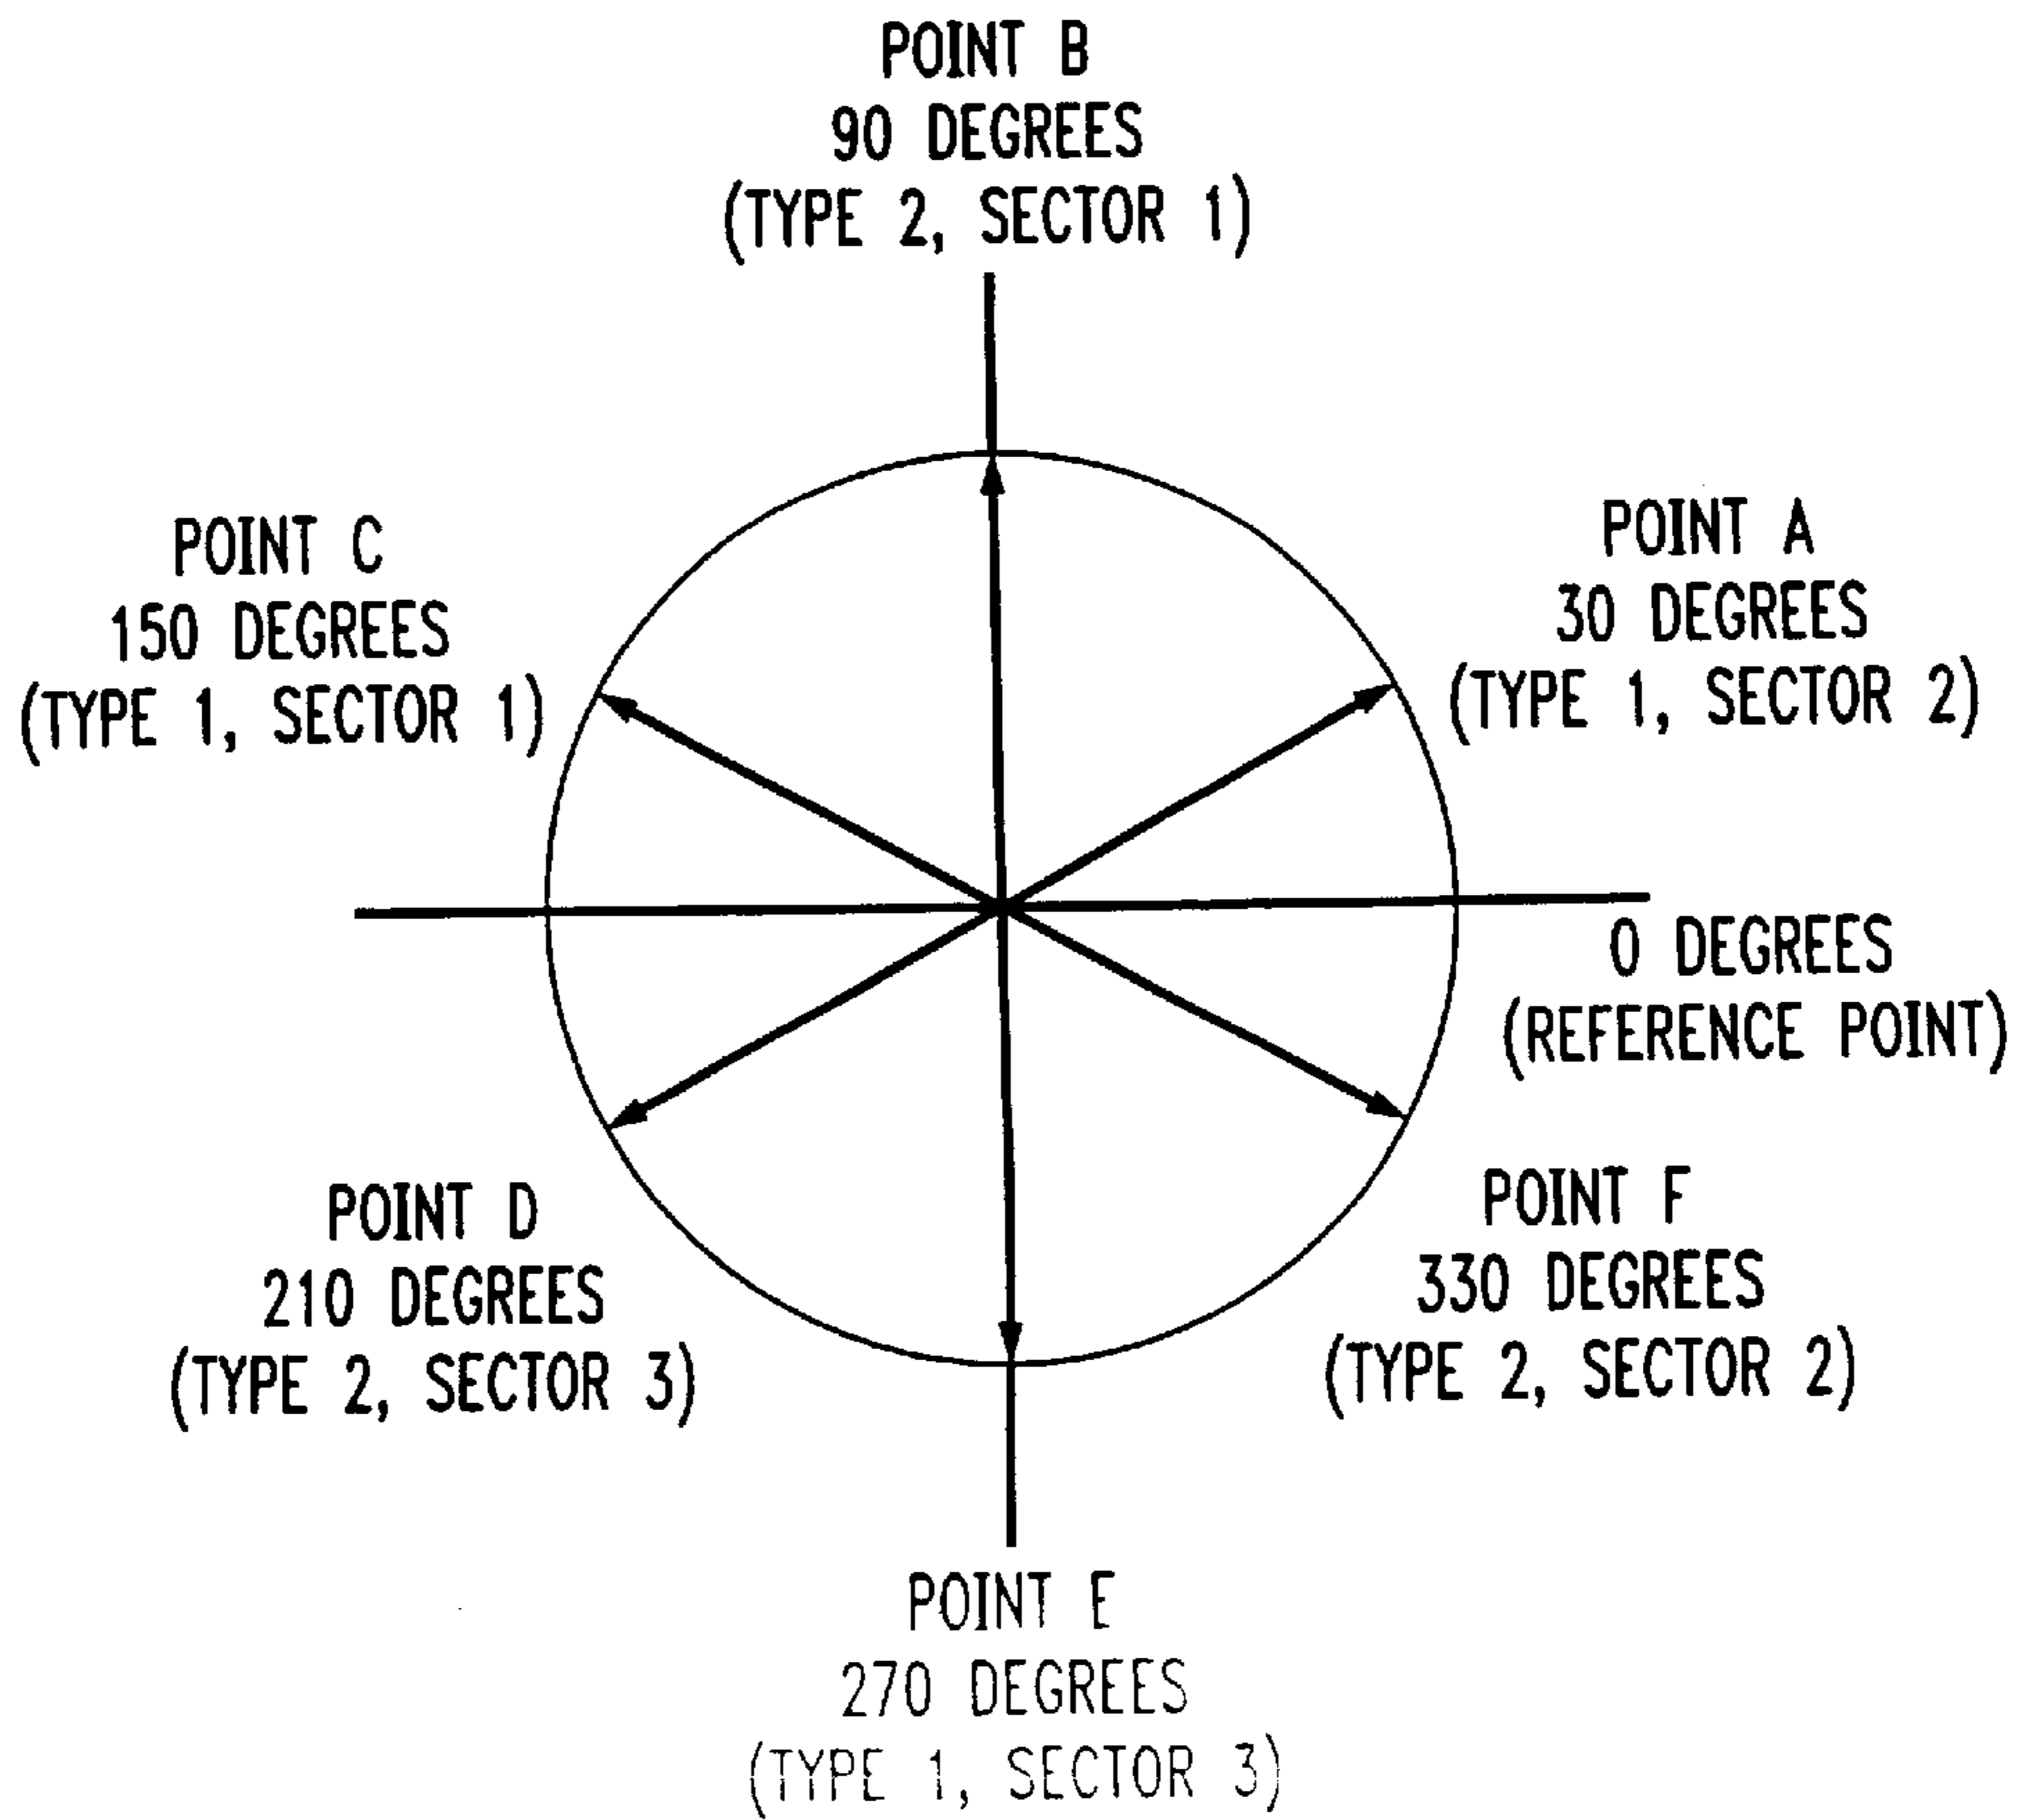 POINT B
90 DEGREES
(TYPE 2, SECTOR 1)
POINT C
150 DEGREES
(TYPE 1, SECTOR 1)
POINT A
30 DEGREES
(TYPE 1, SECTOR 2)
0 DEGREES
(REFERENCE POINT)
POINT D
210 DEGREES
(TYPE 2, SECTOR 3)
POINT F
330 DEGREES
(TYPE 2, SECTOR 2)
POINT E
270 DEGREES
(TYPE 1, SECTOR 3)